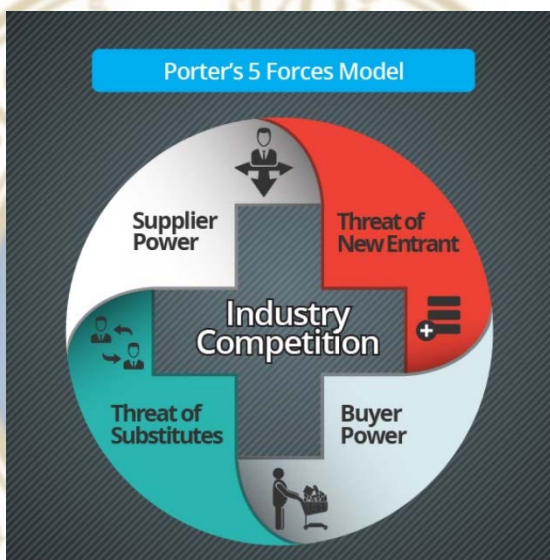 Porter's 5 Forces Model
Supplier
Power
Threat of
New Entrant
Industry
Competition
Threat of
Substitutes
Buyer
Power